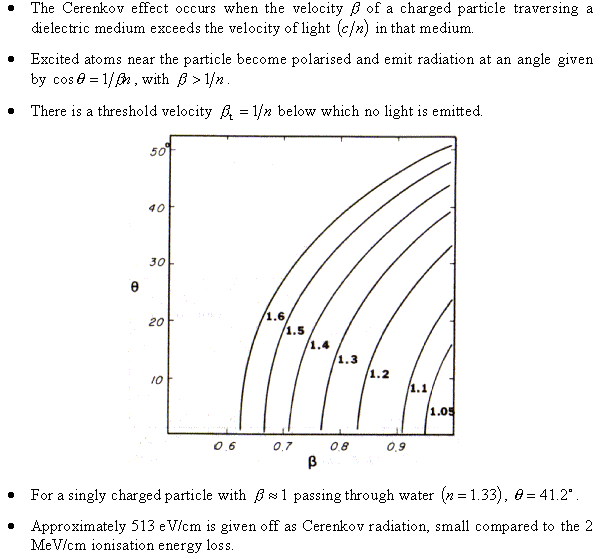 • The Cerenkov effect occurs when the velocity β of a charged particle traversing a
dielectric medium exceeds the velocity of light (c/n) in that medium.
• Excited atoms near the particle become polarised and emit radiation at an angle given
by cosθ = 1/βn, with β > 1/n.
• There is a threshold velocity βt = 1/n below which no light is emitted.
50°
40
30
θ
20
10
1.6
1.5
1.4
1.3
1.2
1.1
1.05
0.6 0.7 0.8 0.9
β
• For a singly charged particle with β ≈ 1 passing through water (n = 1.33), θ = 41.2°.
• Approximately 513 eV/cm is given off as Cerenkov radiation, small compared to the 2
MeV/cm ionisation energy loss.